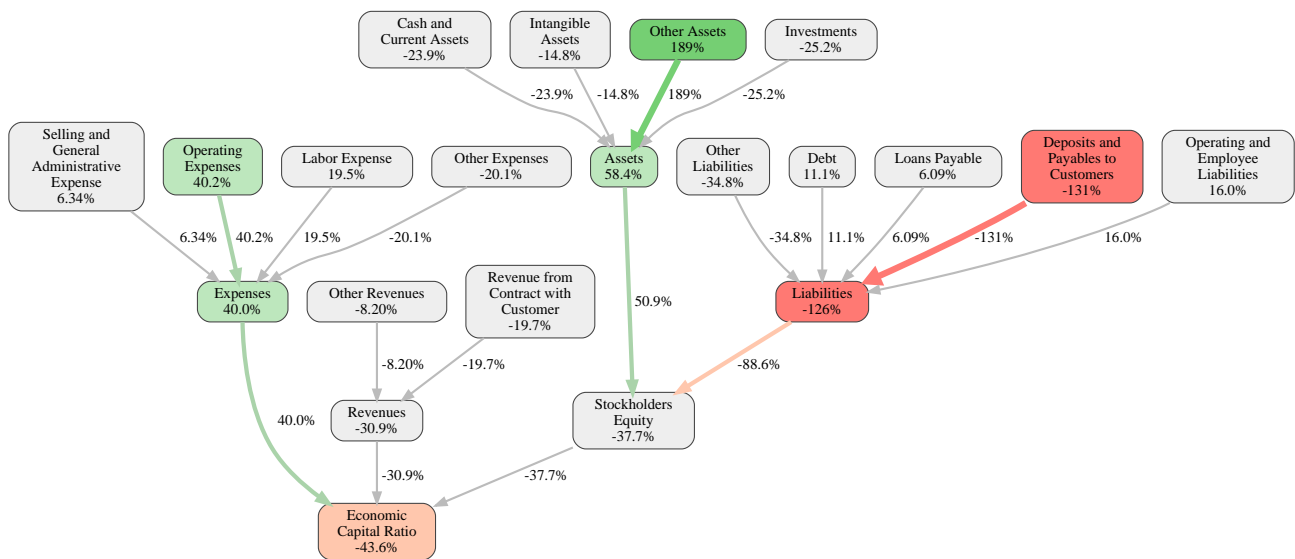 Cash and
Current Assets
-23.9%
Intangible
Assets
-14.8%
Other Assets
189%
Investments
-25.2%
-23.9%
-14.8%
189%
-25.2%
Selling and
General
Administrative
Expense
6.34%
Operating
Expenses
40.2%
Labor Expense
19.5%
Other Expenses
-20.1%
Assets
58.4%
Other
Liabilities
-34.8%
Debt
11.1%
Loans Payable
6.09%
Deposits and
Payables to
Customers
-131%
Operating and
Employee
Liabilities
16.0%
6.34%
40.2%
19.5%
-20.1%
-34.8%
11.1%
6.09%
-131%
16.0%
Expenses
40.0%
Other Revenues
-8.20%
Revenue from
Contract with
Customer
-19.7%
50.9%
Liabilities
-126%
-8.20%
-19.7%
-88.6%
40.0%
Revenues
-30.9%
Stockholders
Equity
-37.7%
-30.9%
-37.7%
Economic
Capital Ratio
-43.6%